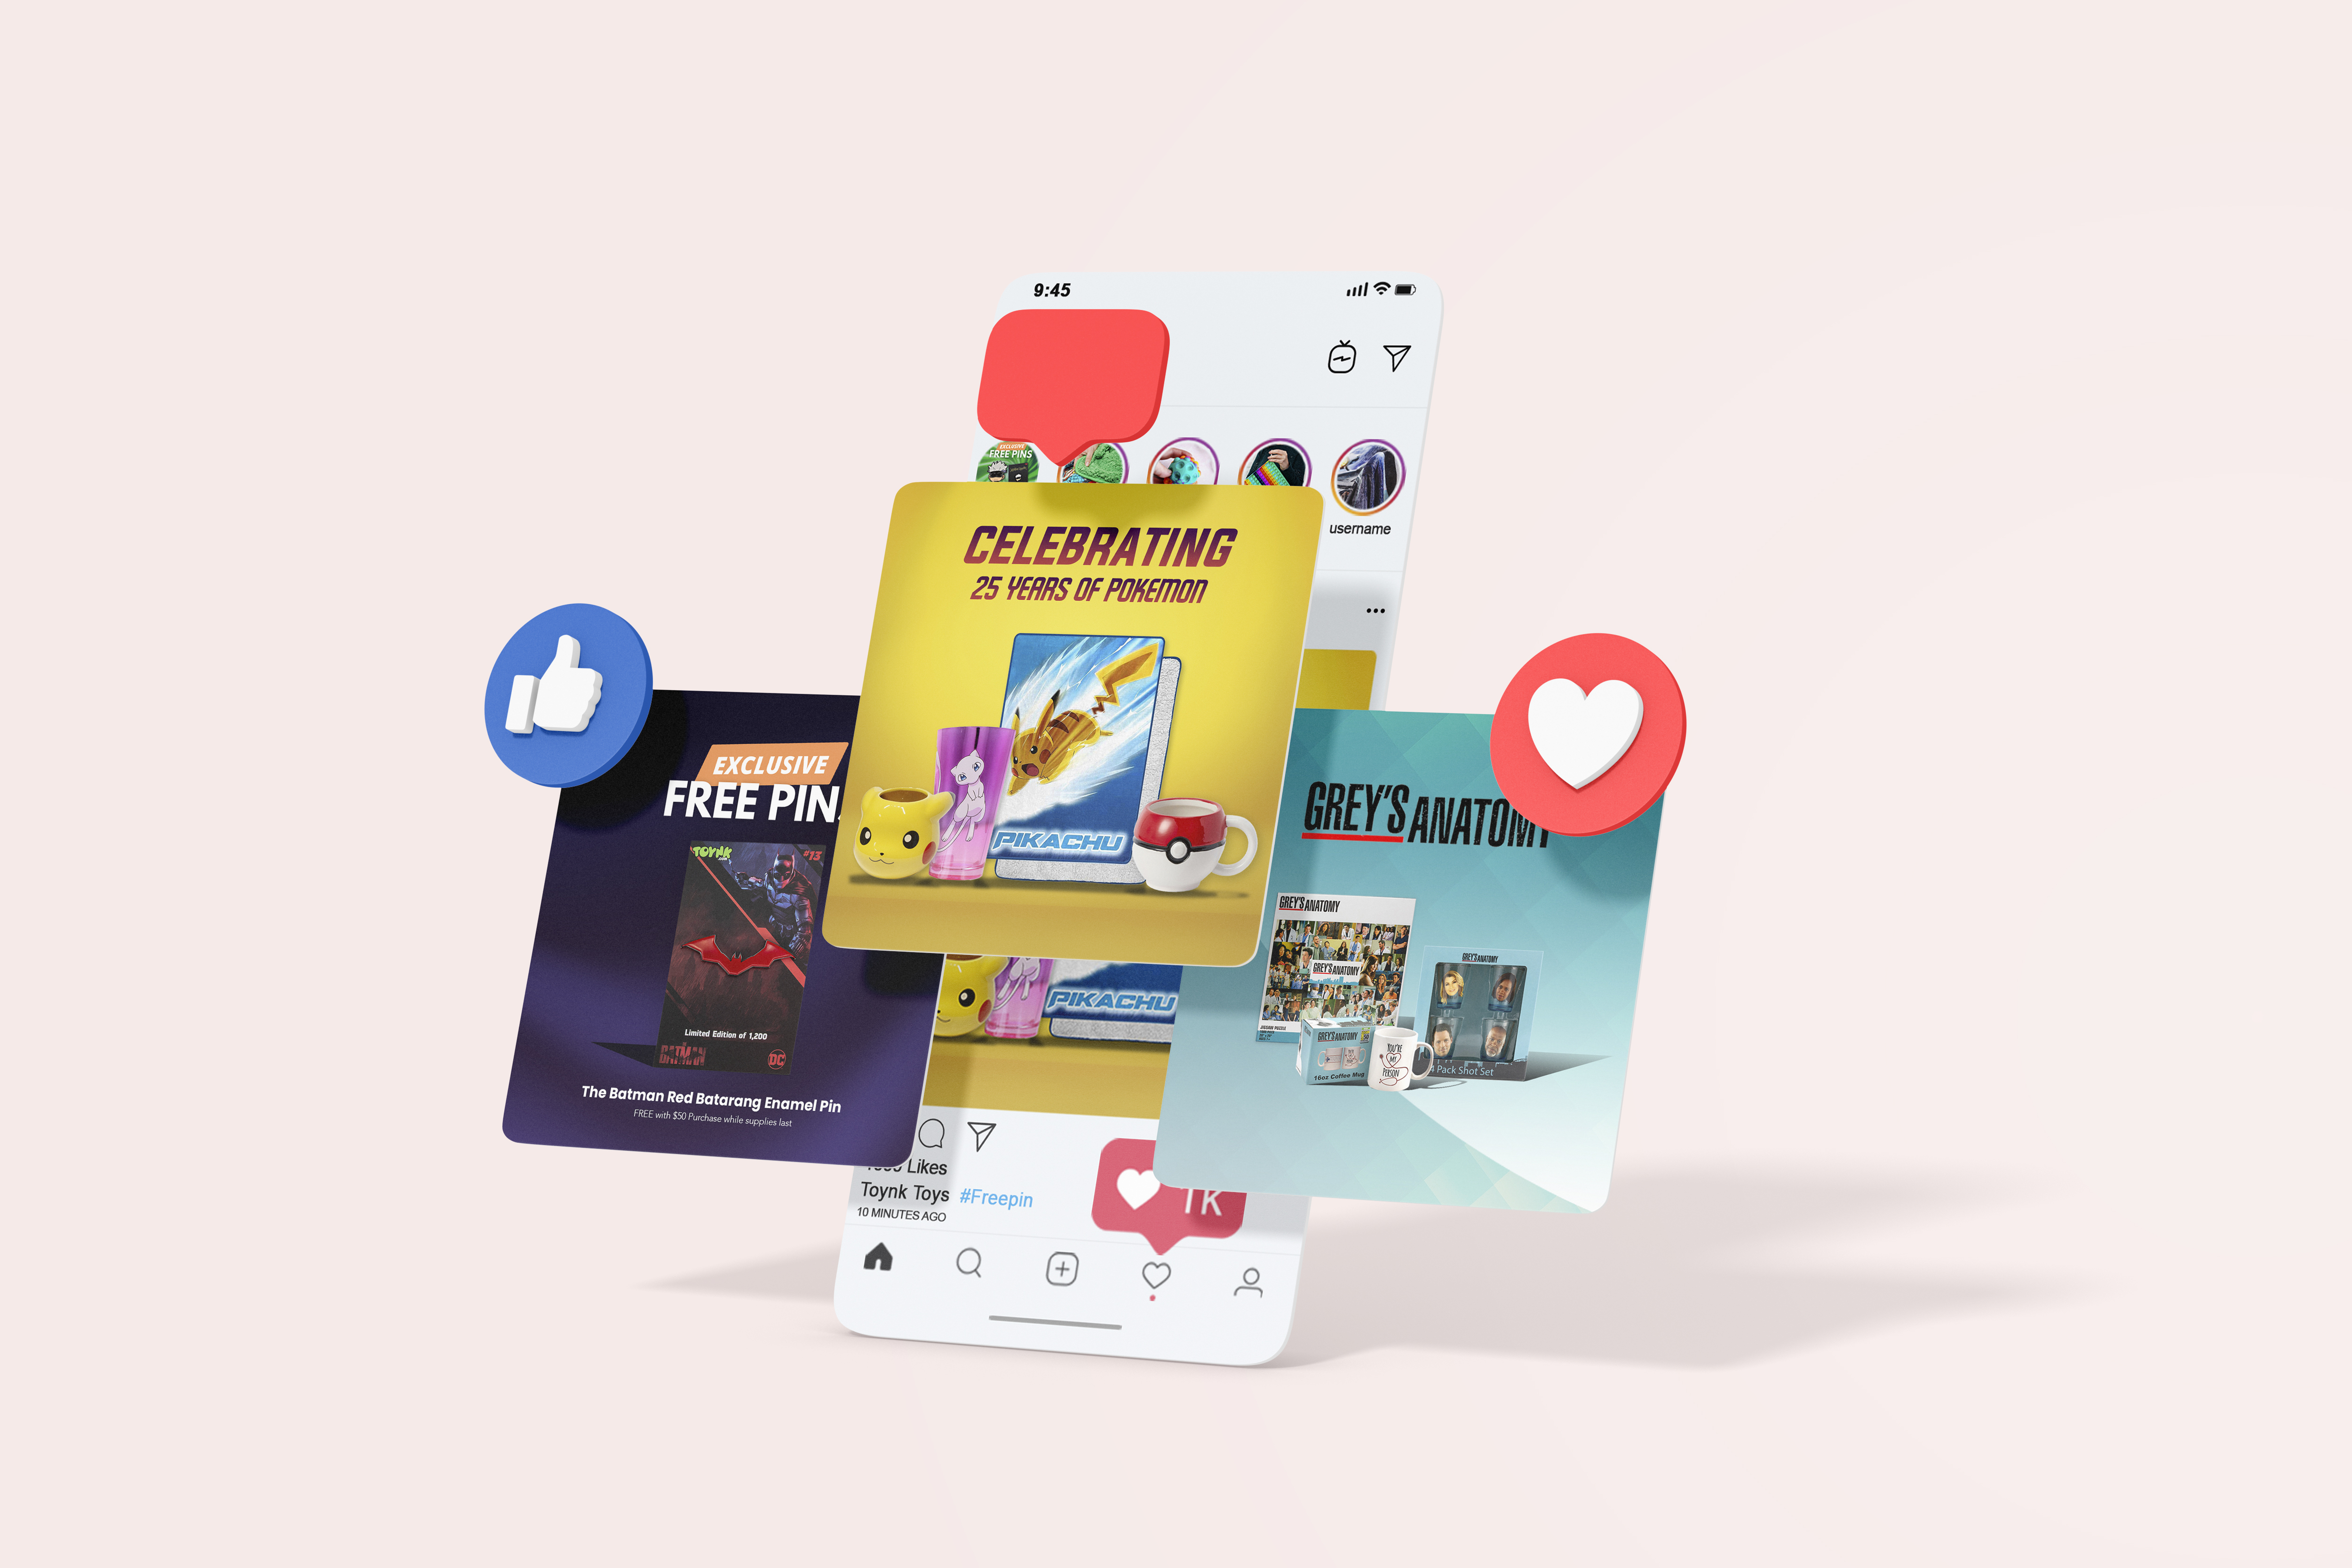 9:45
EXCLUSIVE
FREE PINS
username
CELEBRATING
25 YEARS OF POKEMON
PIKACHU
EXCLUSIVE
FREE PIN
TOYNK
#13
Limited Edition of 1,200
BATMAN
DC
The Batman Red Batarang Enamel Pin
FREE with $50 Purchase while supplies last
GREY'S ANATOMY
GREY'S ANATOMY
GREY'S ANATOMY
JIGSAW PUZZLE
GREY'S ANATOMY
16oz Coffee Mug
YOU'RE
MY
PERSON
GREY'S ANATOMY
4 Pack Shot Set
PIKACHU
Likes
Toynk Toys #Freepin
10 MINUTES AGO
1K